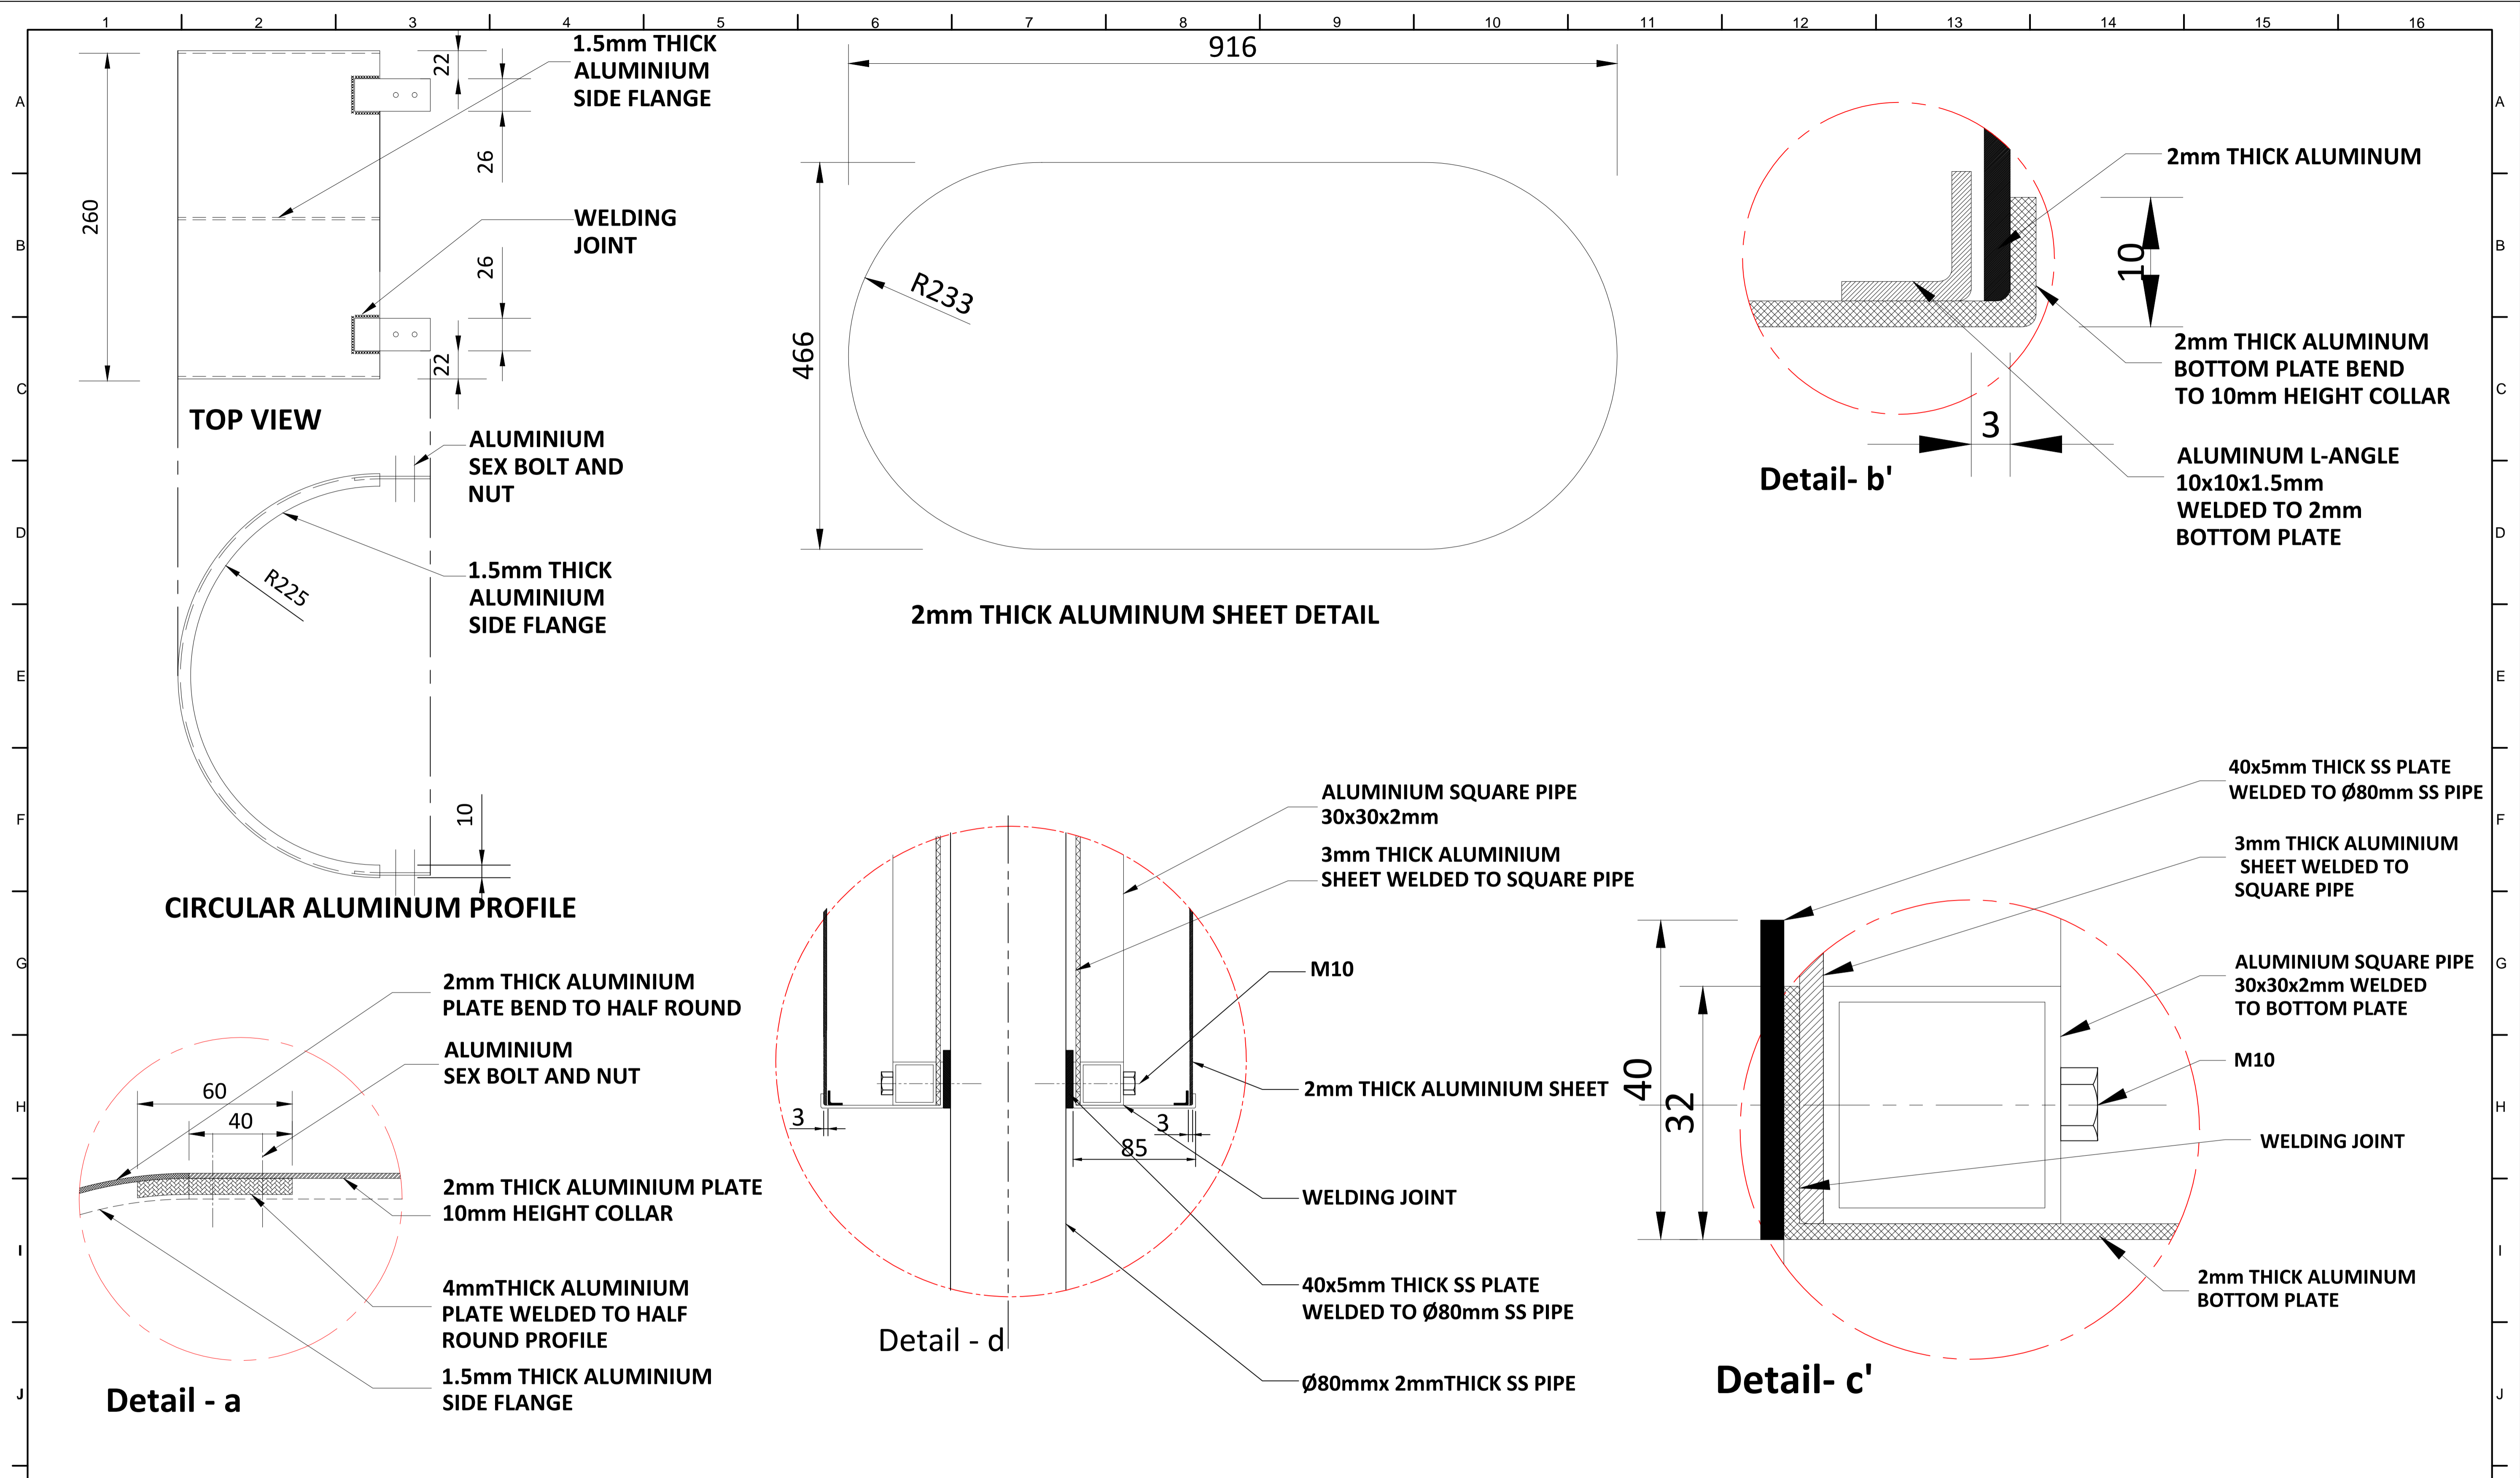 1 2 3 4 5 6 7 8 9 10 11 12 13 14 15 16
A
B
C
D
E
F
G
H
I
J
260
22
26
26
22
1.5mm THICK
ALUMINIUM
SIDE FLANGE
WELDING
JOINT
TOP VIEW
ALUMINIUM
SEX BOLT AND
NUT
1.5mm THICK
ALUMINIUM
SIDE FLANGE
R225
10
CIRCULAR ALUMINUM PROFILE
916
466
R233
2mm THICK ALUMINUM SHEET DETAIL
2mm THICK ALUMINUM
10
2mm THICK ALUMINUM
BOTTOM PLATE BEND
TO 10mm HEIGHT COLLAR
3
ALUMINUM L-ANGLE
10x10x1.5mm
WELDED TO 2mm
BOTTOM PLATE
Detail- b'
2mm THICK ALUMINIUM
PLATE BEND TO HALF ROUND
ALUMINIUM
SEX BOLT AND NUT
60
40
2mm THICK ALUMINIUM PLATE
10mm HEIGHT COLLAR
4mmTHICK ALUMINIUM
PLATE WELDED TO HALF
ROUND PROFILE
1.5mm THICK ALUMINIUM
SIDE FLANGE
Detail - a
ALUMINIUM SQUARE PIPE
30x30x2mm
3mm THICK ALUMINIUM
SHEET WELDED TO SQUARE PIPE
M10
2mm THICK ALUMINIUM SHEET
3
3
85
WELDING JOINT
40x5mm THICK SS PLATE
WELDED TO Ø80mm SS PIPE
Ø80mmx 2mmTHICK SS PIPE
Detail - d
40x5mm THICK SS PLATE
WELDED TO Ø80mm SS PIPE
3mm THICK ALUMINIUM
SHEET WELDED TO
SQUARE PIPE
ALUMINIUM SQUARE PIPE
30x30x2mm WELDED
TO BOTTOM PLATE
M10
40
32
WELDING JOINT
2mm THICK ALUMINUM
BOTTOM PLATE
Detail- c'
A
B
C
D
E
F
G
H
I
J